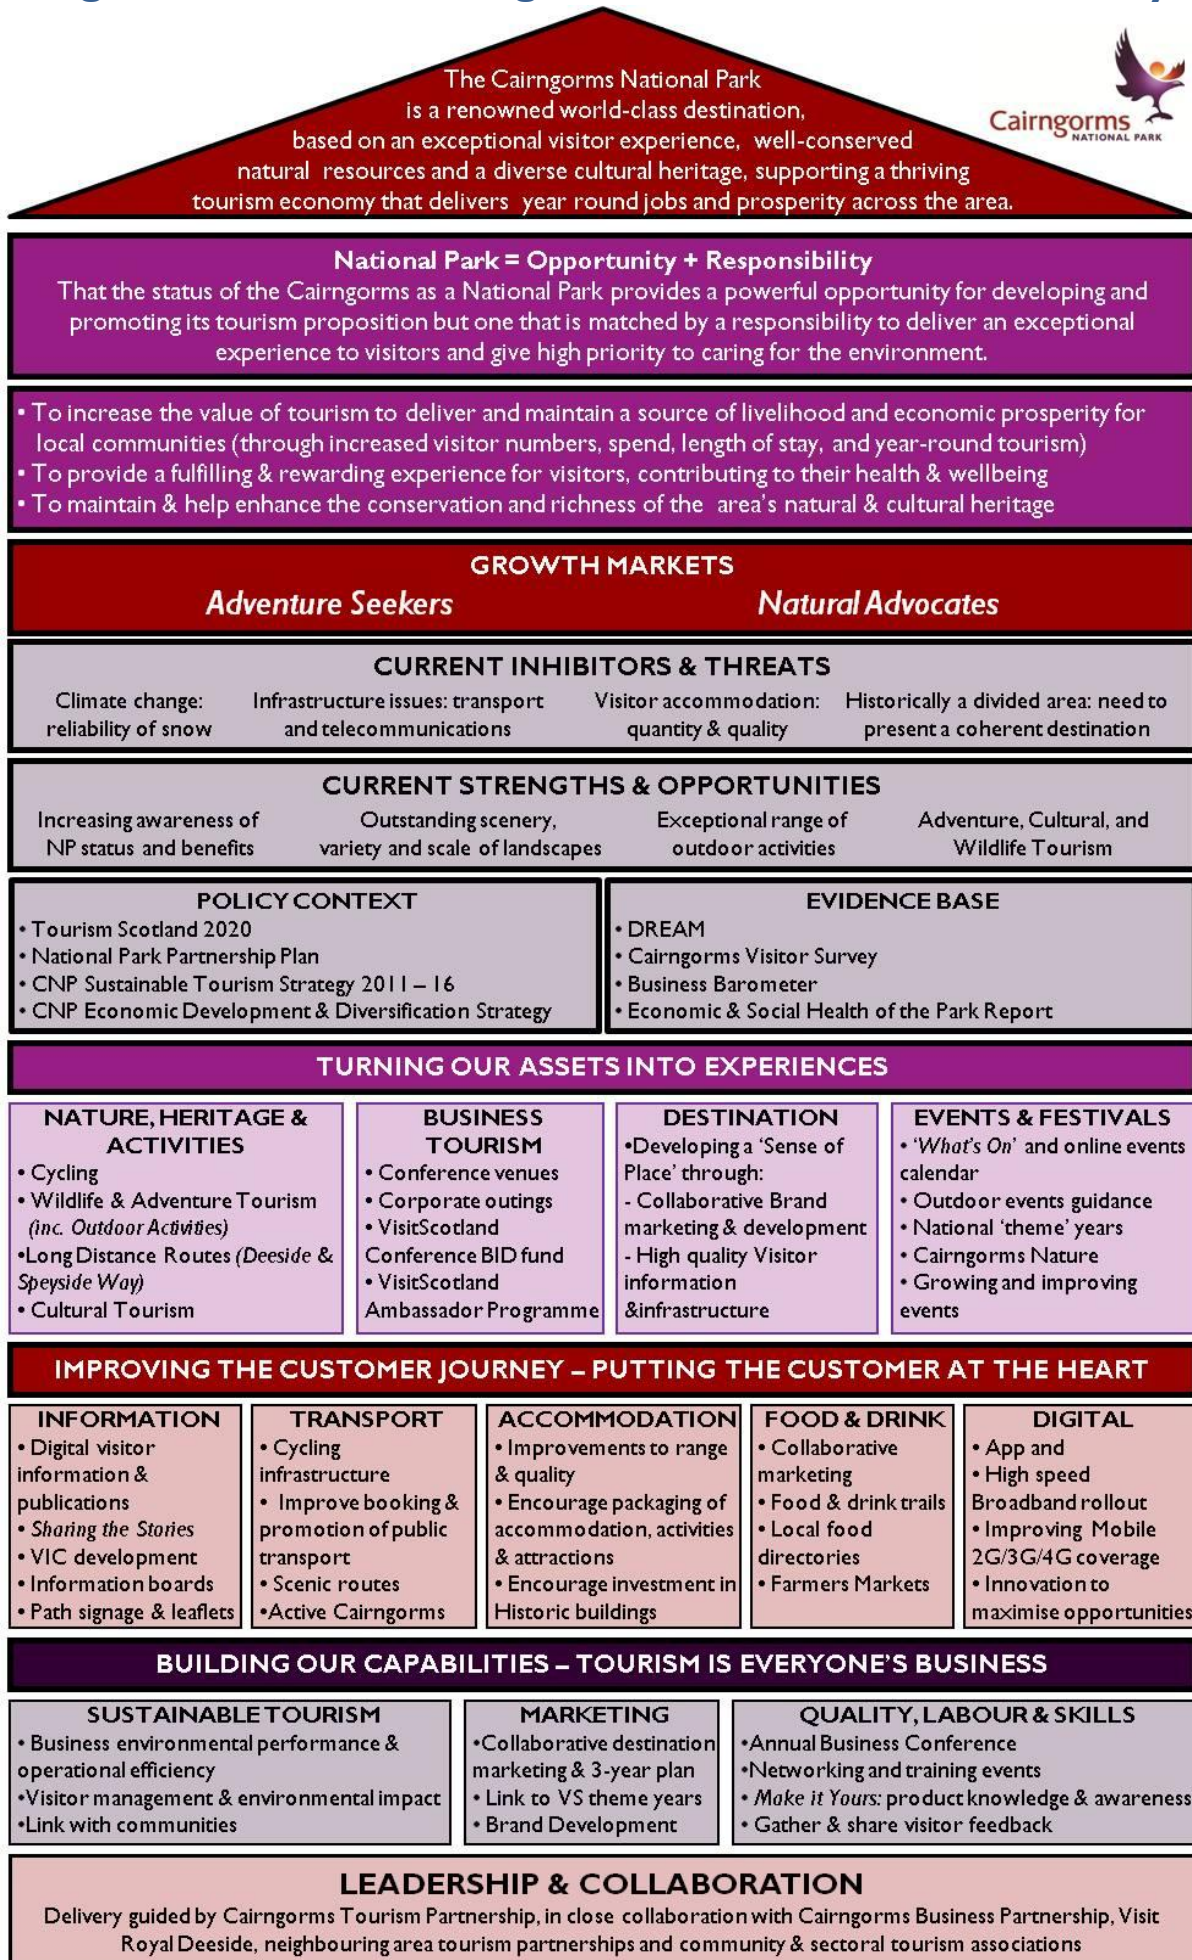 The Cairngorms National Park
is a renowned world-class destination,
based on an exceptional visitor experience, well-conserved
natural resources and a diverse cultural heritage, supporting a thriving
tourism economy that delivers year round jobs and prosperity across the area.
Cairngorms
NATIONAL PARK
National Park = Opportunity + Responsibility
That the status of the Cairngorms as a National Park provides a powerful opportunity for developing and
promoting its tourism proposition but one that is matched by a responsibility to deliver an exceptional
experience to visitors and give high priority to caring for the environment.
• To increase the value of tourism to deliver and maintain a source of livelihood and economic prosperity for
local communities (through increased visitor numbers, spend, length of stay, and year-round tourism)
• To provide a fulfilling & rewarding experience for visitors, contributing to their health & wellbeing
• To maintain & help enhance the conservation and richness of the area's natural & cultural heritage
GROWTH MARKETS
Adventure Seekers Natural Advocates
CURRENT INHIBITORS & THREATS
Climate change:
reliability of snow
Infrastructure issues: transport
and telecommunications
Visitor accommodation:
quantity & quality
Historically a divided area: need to
present a coherent destination
CURRENT STRENGTHS & OPPORTUNITIES
Increasing awareness of
NP status and benefits
Outstanding scenery,
variety and scale of landscapes
Exceptional range of
outdoor activities
Adventure, Cultural, and
Wildlife Tourism
POLICY CONTEXT
• Tourism Scotland 2020
• National Park Partnership Plan
• CNP Sustainable Tourism Strategy 2011 – 16
• CNP Economic Development & Diversification Strategy
EVIDENCE BASE
• DREAM
• Cairngorms Visitor Survey
• Business Barometer
• Economic & Social Health of the Park Report
TURNING OUR ASSETS INTO EXPERIENCES
NATURE, HERITAGE &
ACTIVITIES
• Cycling
• Wildlife & Adventure Tourism
(inc. Outdoor Activities)
•Long Distance Routes (Deeside &
Speyside Way)
• Cultural Tourism
BUSINESS
TOURISM
• Conference venues
• Corporate outings
• VisitScotland
Conference BID fund
• VisitScotland
Ambassador Programme
DESTINATION
•Developing a 'Sense of
Place' through:
- Collaborative Brand
marketing & development
- High quality Visitor
information
&infrastructure
EVENTS & FESTIVALS
• 'What's On' and online events
calendar
• Outdoor events guidance
• National 'theme' years
• Cairngorms Nature
• Growing and improving
events
IMPROVING THE CUSTOMER JOURNEY – PUTTING THE CUSTOMER AT THE HEART
INFORMATION
• Digital visitor
information &
publications
• Sharing the Stories
• VIC development
• Information boards
• Path signage & leaflets
TRANSPORT
• Cycling
infrastructure
• Improve booking &
promotion of public
transport
• Scenic routes
•Active Cairngorms
ACCOMMODATION
• Improvements to range
& quality
• Encourage packaging of
accommodation, activities
& attractions
• Encourage investment in
Historic buildings
FOOD & DRINK
• Collaborative
marketing
• Food & drink trails
• Local food
directories
• Farmers Markets
DIGITAL
• App and
• High speed
Broadband rollout
• Improving Mobile
2G/3G/4G coverage
• Innovation to
maximise opportunities
BUILDING OUR CAPABILITIES – TOURISM IS EVERYONE'S BUSINESS
SUSTAINABLE TOURISM
• Business environmental performance &
operational efficiency
•Visitor management & environmental impact
•Link with communities
MARKETING
•Collaborative destination
marketing & 3-year plan
• Link to VS theme years
• Brand Development
QUALITY, LABOUR & SKILLS
•Annual Business Conference
•Networking and training events
• Make it Yours: product knowledge & awareness
• Gather & share visitor feedback
LEADERSHIP & COLLABORATION
Delivery guided by Cairngorms Tourism Partnership, in close collaboration with Cairngorms Business Partnership, Visit
Royal Deeside, neighbouring area tourism partnerships and community & sectoral tourism associations